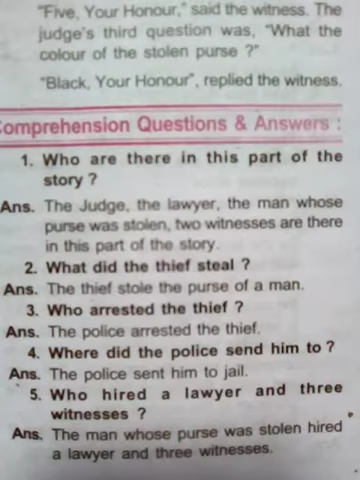 "Five, Your Honour," said the witness. The
judge's third question was, "What the
colour of the stolen purse ?"
"Black, Your Honour", replied the witness.
Comprehension Questions & Answers :
1. Who are there in this part of the
story ?
Ans. The Judge, the lawyer, the man whose
purse was stolen, two witnesses are there
in this part of the story.
2. What did the thief steal ?
Ans. The thief stole the purse of a man.
3. Who arrested the thief ?
Ans. The police arrested the thief.
4. Where did the police send him to ?
Ans. The police sent him to jail.
5. Who hired a lawyer and three
witnesses ?
Ans. The man whose purse was stolen hired
a lawyer and three witnesses.